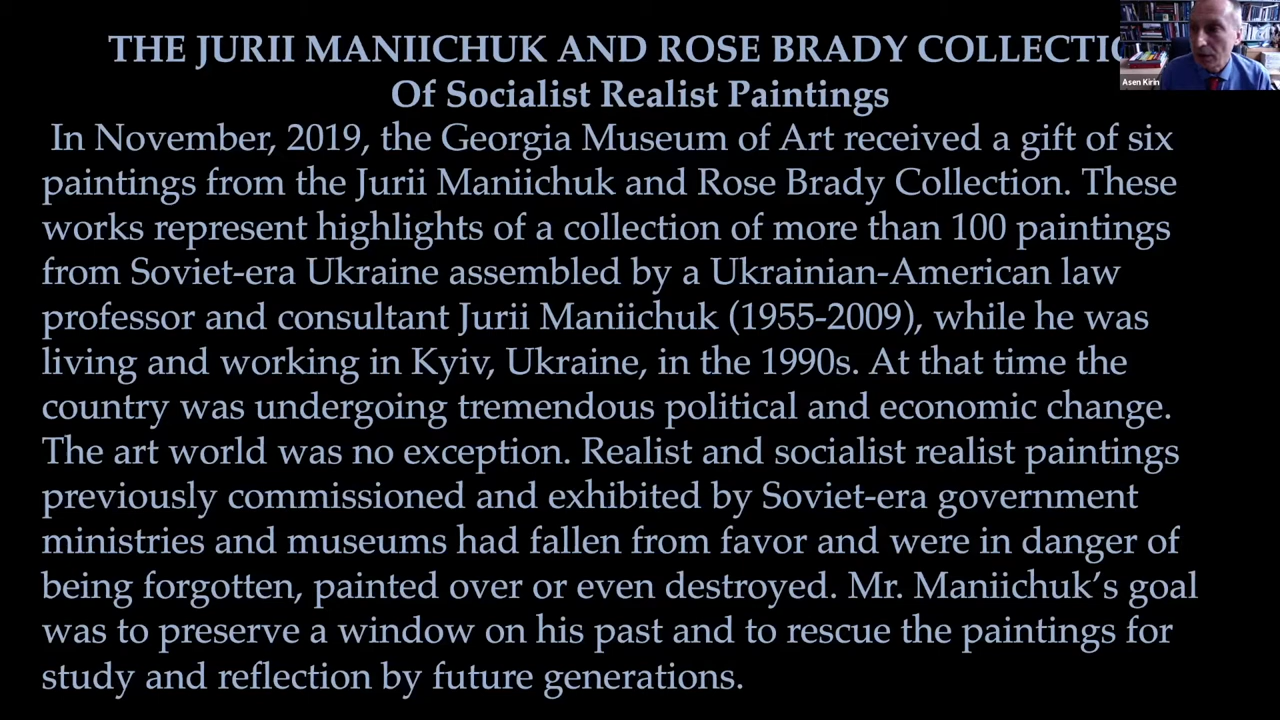 THE JURII MANIICHUK AND ROSE BRADY COLLECTIO
Of Socialist Realist Paintings
In November, 2019, the Georgia Museum of Art received a gift of six
paintings from the Jurii Maniichuk and Rose Brady Collection. These
works represent highlights of a collection of more than 100 paintings
from Soviet-era Ukraine assembled by a Ukrainian-American law
professor and consultant Jurii Maniichuk (1955-2009), while he was
living and working in Kyiv, Ukraine, in the 1990s. At that time the
country was undergoing tremendous political and economic change.
The art world was no exception. Realist and socialist realist paintings
previously commissioned and exhibited by Soviet-era government
ministries and museums had fallen from favor and were in danger of
being forgotten, painted over or even destroyed. Mr. Maniichuk’s goal
was to preserve a window on his past and to rescue the paintings for
study and reflection by future generations.
Asen Kirin